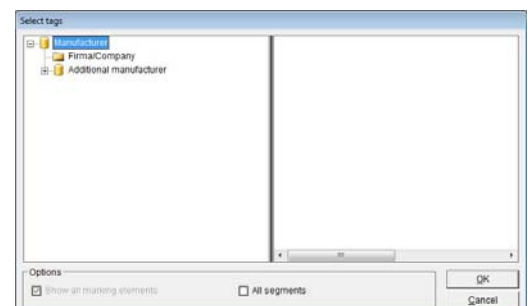 Select tags
Manufacturer
Firma/Company
Additional manufacturer
Options
Show all marking elements
All segments
OK
Cancel